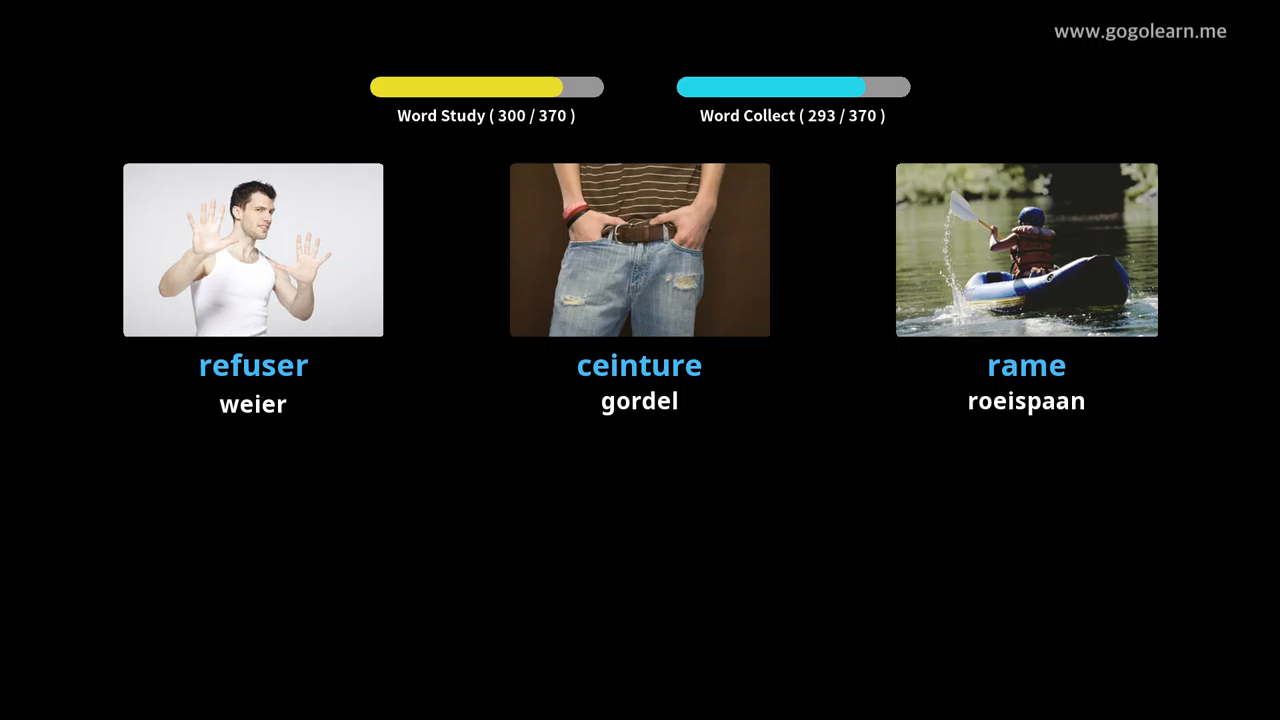 www.gogolearn.me
Word Study ( 300 / 370 )
Word Collect ( 293 / 370 )
refuser
weier
ceinture
gordel
rame
roeispaan